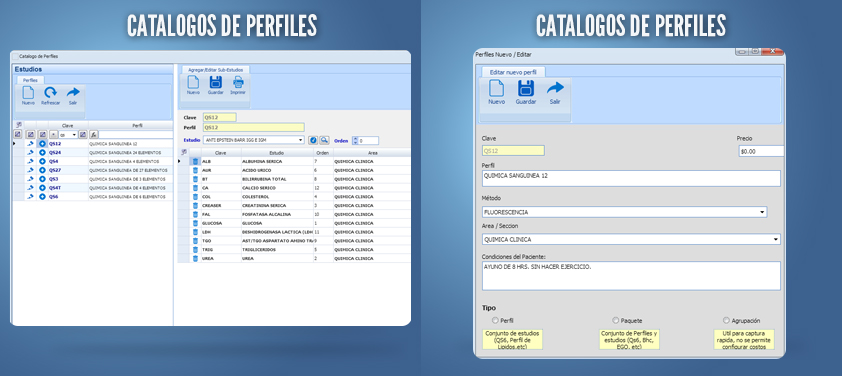 CATALOGOS DE PERFILES
Catalogo de Perfiles
Estudios
Perfiles
Nuevo Refrescar Salir
Clave Perfil
QS
QS12 QUIMICA SANGUINEA 12
QS24 QUIMICA SANGUINEA 24 ELEMENTOS
QS4 QUIMICA SANGUINEA 4 ELEMENTOS
QS27 QUIMICA SANGUINEA DE 27 ELEMENTOS
QS3 QUIMICA SANGUINEA DE 3 ELEMENTOS
QS4T QUIMICA SANGUINEA DE 4 ELEMENTOS
QS6 QUIMICA SANGUINEA DE 6 ELEMENTOS
Agregar/Editar Sub-Estudios
Nuevo Guardar Imprimir
Clave QS12
Perfil QS12
Estudio ANTI EPSTEIN BARR IGG E IGM Orden 0
Clave Estudio Orden Area
ALB ALBUMINA SERICA 7 QUIMICA CLINICA
AUR ACIDO URICO 6 QUIMICA CLINICA
BT BILIRRUBINA TOTAL 8 QUIMICA CLINICA
CA CALCIO SERICO 12 QUIMICA CLINICA
COL COLESTEROL 4 QUIMICA CLINICA
CREASER CREATININA SERICA 3 QUIMICA CLINICA
FAL FOSFATASA ALCALINA 10 QUIMICA CLINICA
GLUCOSA GLUCOSA 1 QUIMICA CLINICA
LDH DESHIDROGENASA LACTICA (LDH 11 QUIMICA CLINICA
TGO AST/TGO ASPARTATO AMINO TRA 9 QUIMICA CLINICA
TRIG TRIGLICERIDOS 5 QUIMICA CLINICA
UREA UREA 2 QUIMICA CLINICA
CATALOGOS DE PERFILES
Perfiles Nuevo / Editar
Editar nuevo perfil
Nuevo Guardar Salir
Clave Precio
QS12 $0.00
Perfil
QUIMICA SANGUINEA 12
Método
FLUORESCENCIA
Area / Seccion
QUIMICA CLINICA
Condiciones del Paciente:
AYUNO DE 8 HRS. SIN HACER EJERCICIO.
Tipo
Perfil Paquete Agrupación
Conjunto de estudios Conjunto de Perfiles y Util para captura
(QS6, Perfil de estudios (Qs6, Bhc, rapida, no se permite
Lipidos,etc) EGO, etc) configurar costos